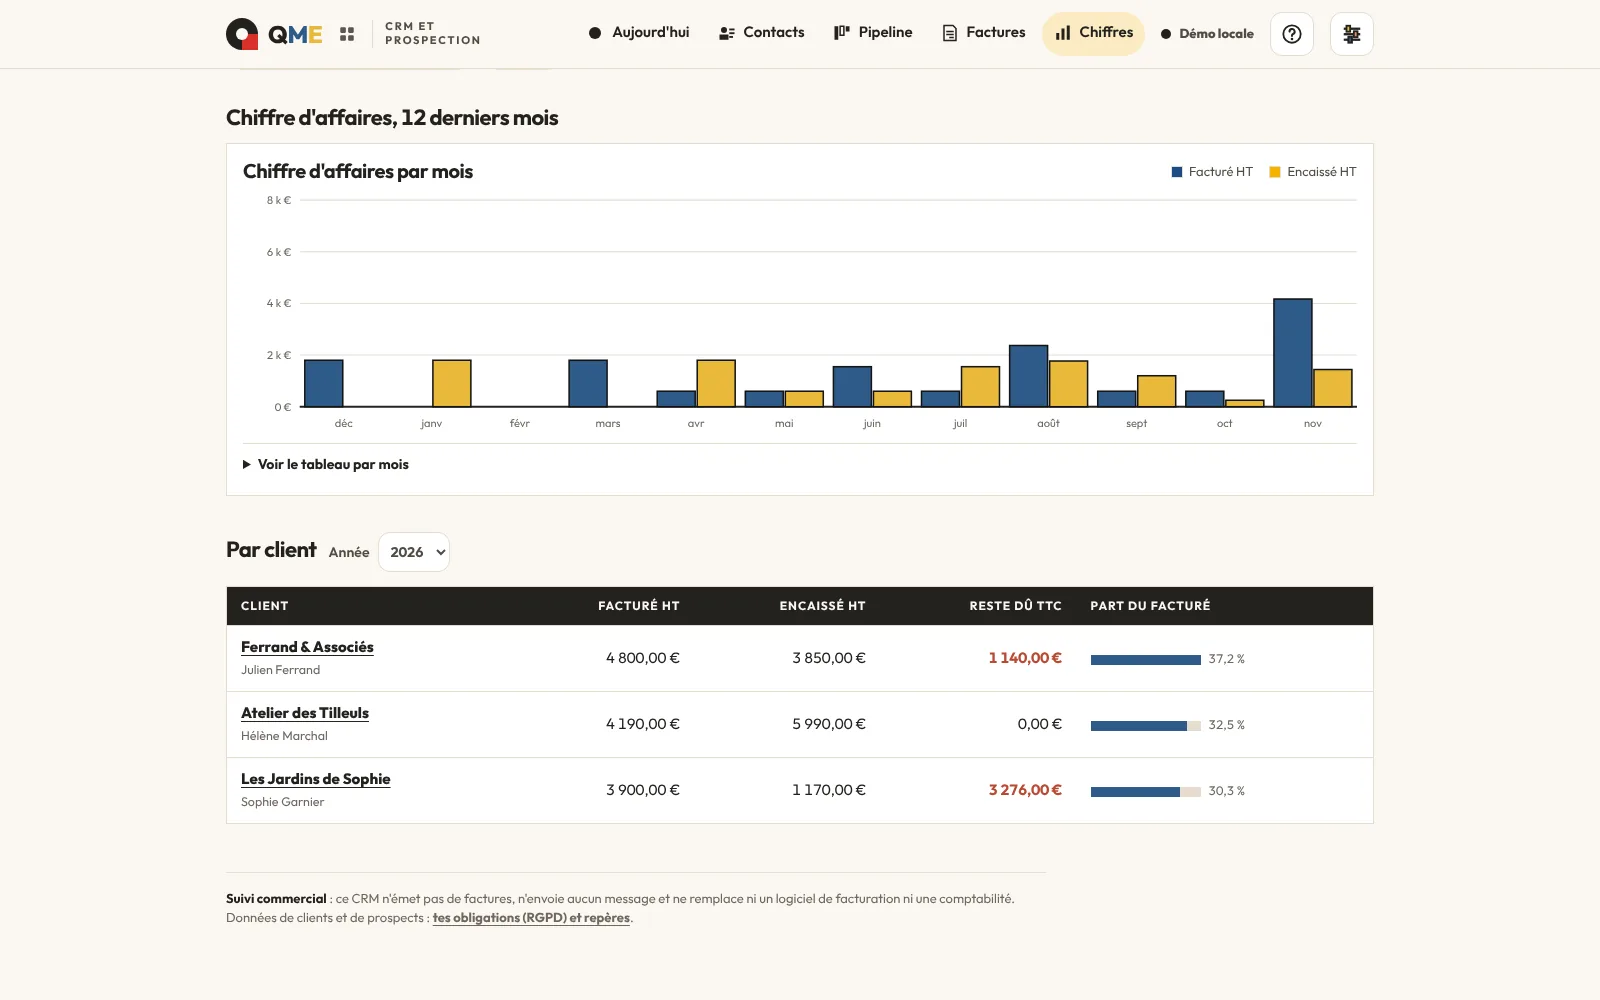 QME
CRM ET
PROSPECTION
Aujourd'hui
Contacts
Pipeline
Factures
Chiffres
Démo locale
Chiffre d'affaires, 12 derniers mois
Chiffre d'affaires par mois
Facturé HT
Encaissé HT
8 k €
6 k €
4 k €
2 k €
0 €
déc janv févr mars avr mai juin juil août sept oct nov
Voir le tableau par mois
Par client Année 2026
CLIENT FACTURÉ HT ENCAISSÉ HT RESTE DÛ TTC PART DU FACTURÉ
Ferrand & Associés
Julien Ferrand
4 800,00 € 3 850,00 € 1 140,00 € 37,2 %
Atelier des Tilleuls
Hélène Marchal
4 190,00 € 5 990,00 € 0,00 € 32,5 %
Les Jardins de Sophie
Sophie Garnier
3 900,00 € 1 170,00 € 3 276,00 € 30,3 %
Suivi commercial : ce CRM n'émet pas de factures, n'envoie aucun message et ne remplace ni un logiciel de facturation ni une comptabilité.
Données de clients et de prospects : tes obligations (RGPD) et repères.